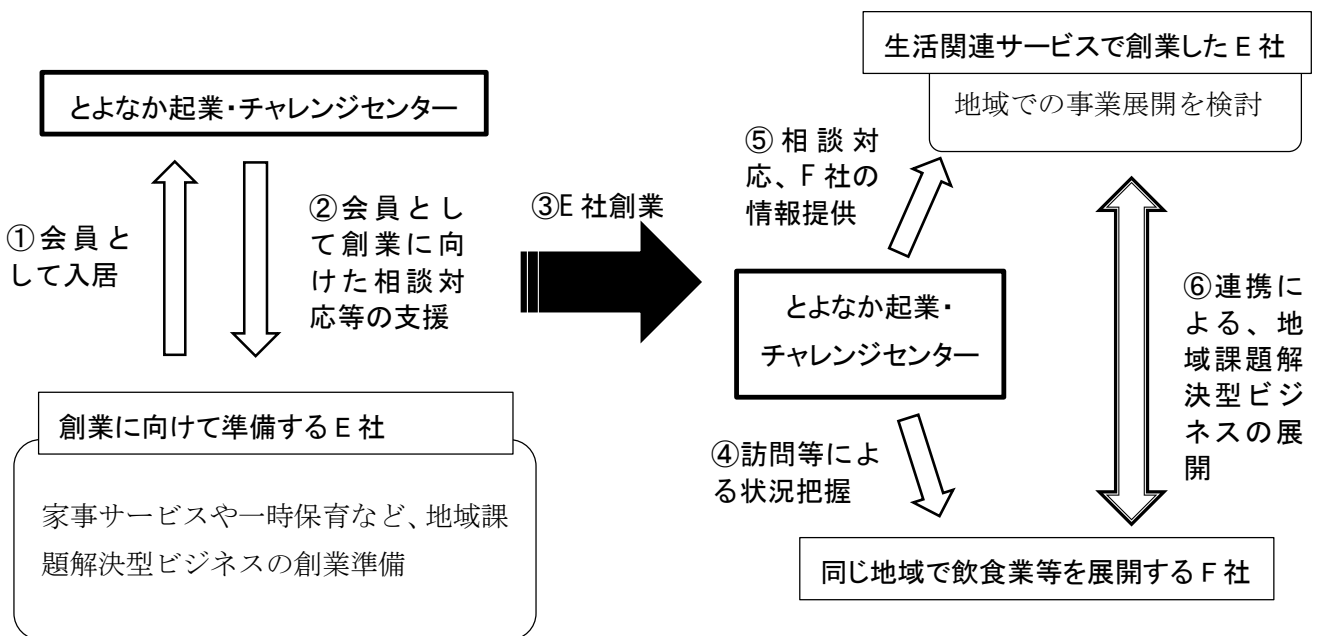 とよなか起業・チャレンジセンター
①会員と
して入居
②会員とし
て創業に向
けた相談対
応等の支援
創業に向けて準備するE社
家事サービスや一時保育など、地域課
題解決型ビジネスの創業準備
③E社創業
生活関連サービスで創業したE社
地域での事業展開を検討
⑤相談対
応、F社の
情報提供
とよなか起業・
チャレンジセンター
④訪問等によ
る状況把握
⑥連携に
よる、地
域課題解
決型ビジ
ネスの展
開
同じ地域で飲食業等を展開するF社